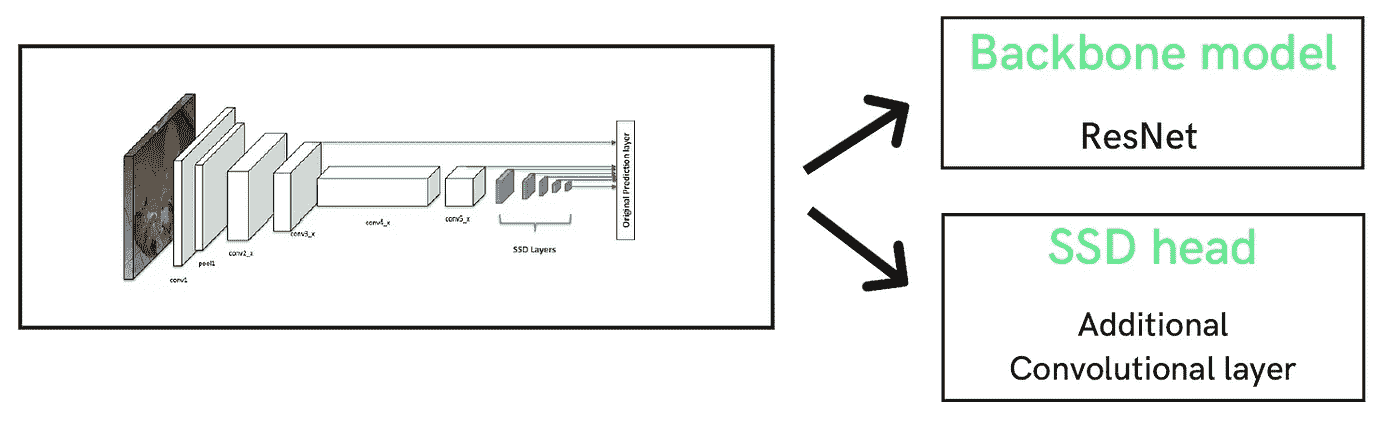 conv1
pool1
conv2_x
conv3_x
conv4_x
conv5_x
SSD Layers
Original Prediction layer
Backbone model
ResNet
SSD head
Additional
Convolutional layer